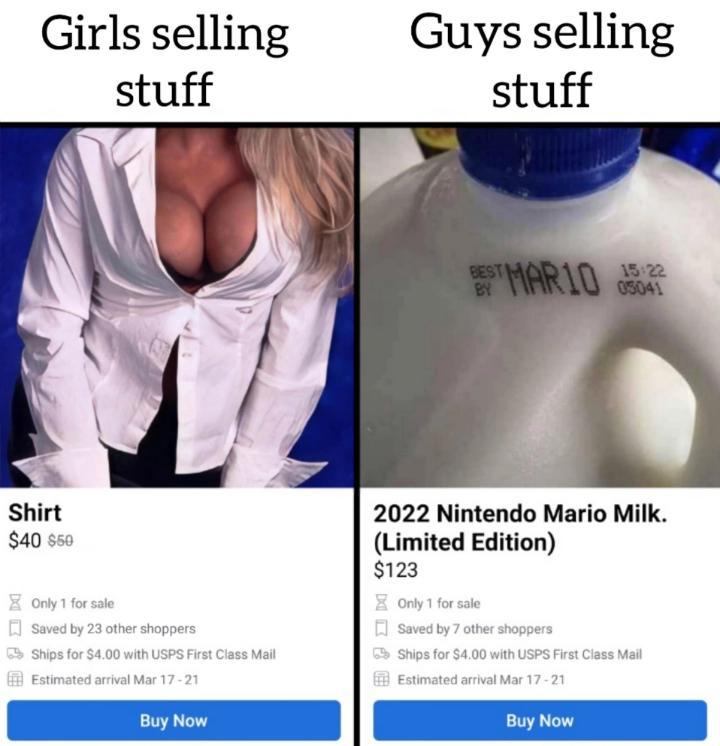 Girls selling
stuff
Guys selling
stuff
BEST
BY
MAR10
15:22
05041
Shirt
$40 $50
Only 1 for sale
Saved by 23 other shoppers
Ships for $4.00 with USPS First Class Mail
Estimated arrival Mar 17 - 21
Buy Now
2022 Nintendo Mario Milk.
(Limited Edition)
$123
Only 1 for sale
Saved by 7 other shoppers
Ships for $4.00 with USPS First Class Mail
Estimated arrival Mar 17 - 21
Buy Now